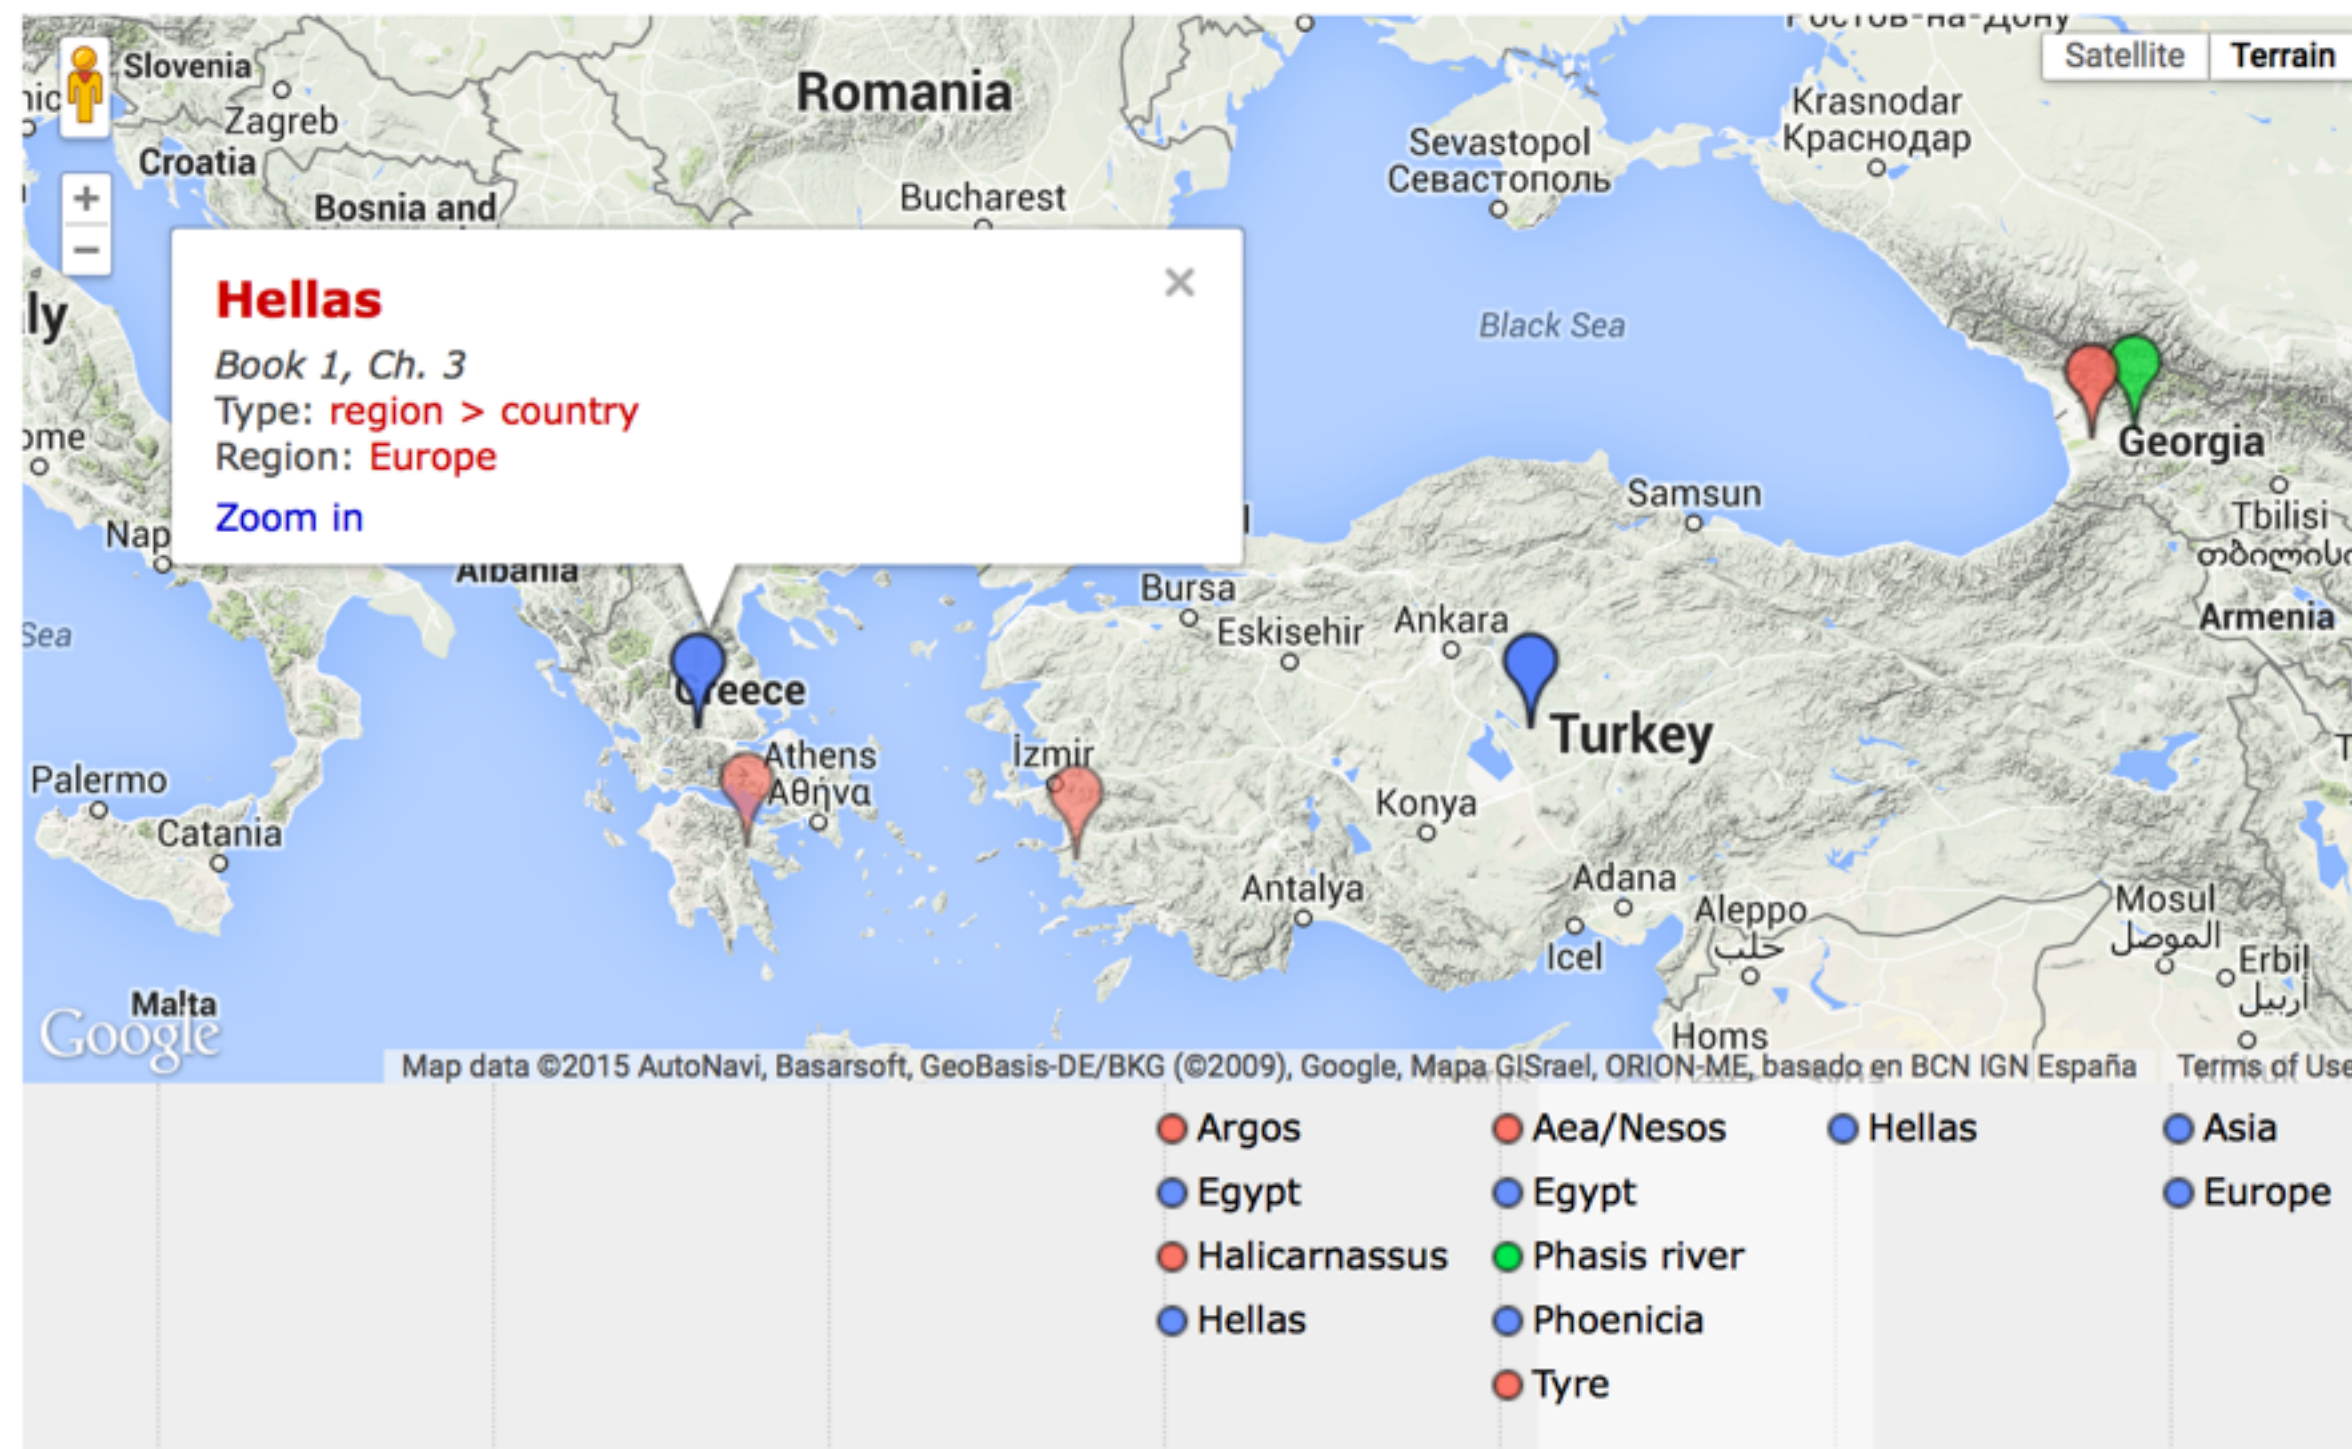 Ростов-на-Дону
Satellite
Terrain
Slovenia
Zagreb
Croatia
Bosnia and
Romania
Bucharest
Sevastopol
Севастополь
Krasnodar
Краснодар
+
−
ly
Hellas
×
Book 1, Ch. 3
Type: region > country
Region: Europe
Zoom in
Black Sea
Georgia
Tbilisi
Samsun
Nap
Albania
Bursa
Eskisehir
Ankara
Armenia
Sea
Greece
Turkey
Athens
Αθήνα
İzmir
Palermo
Catania
Konya
Antalya
Adana
Icel
Aleppo
حلب
Mosul
الموصل
Erbil
أربيل
Malta
Homs
Google
Map data ©2015 AutoNavi, Basarsoft, GeoBasis-DE/BKG (©2009), Google, Mapa GISrael, ORION-ME, basado en BCN IGN España
Terms of Use
Argos
Egypt
Halicarnassus
Hellas
Aea/Nesos
Egypt
Phasis river
Phoenicia
Tyre
Hellas
Asia
Europe